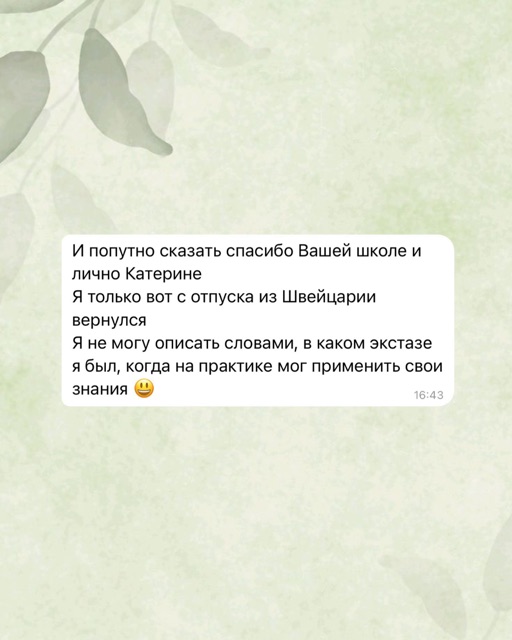 И попутно сказать спасибо Вашей школе и
лично Катерине
Я только вот с отпуска из Швейцарии
вернулся
Я не могу описать словами, в каком экстазе
я был, когда на практике мог применить свои
знания 😃
16:43